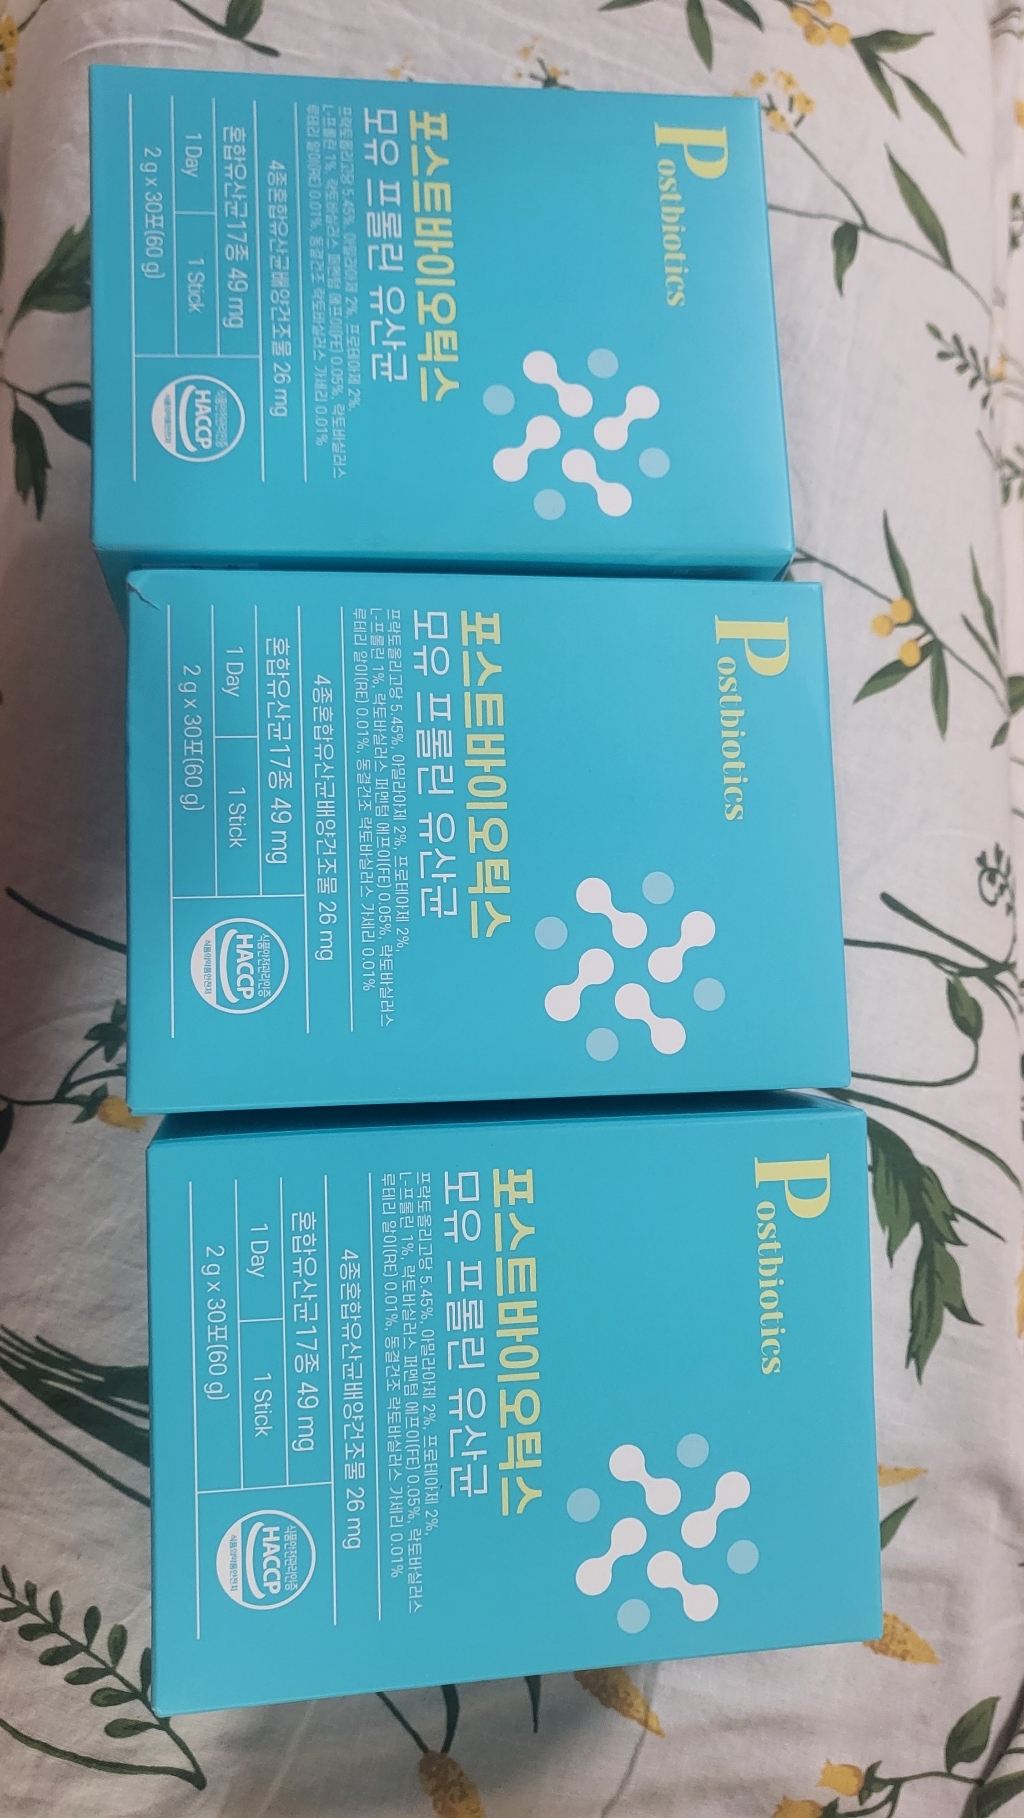 Postbiotics
포스트바이오틱스
모유 프롤린 유산균
프락토올리고당 5.45%, 아밀라아제 2%, 프로테아제 2%,
L-프롤린 1%, 락토바실러스 퍼멘텀 에프이(FE) 0.05%, 락토바실러스
루테리 알이(RE) 0.01%, 동결건조 락토바실러스 가세리 0.01%
4종혼합유산균배양건조물 26 mg
혼합유산균17종 49 mg
1 Day
1 Stick
2 g x 30포(60 g)
식품안전관리인증
HACCP
식품의약품안전처
Postbiotics
포스트바이오틱스
모유 프롤린 유산균
프락토올리고당 5.45%, 아밀라아제 2%, 프로테아제 2%,
L-프롤린 1%, 락토바실러스 퍼멘텀 에프이(FE) 0.05%, 락토바실러스
루테리 알이(RE) 0.01%, 동결건조 락토바실러스 가세리 0.01%
4종혼합유산균배양건조물 26 mg
혼합유산균17종 49 mg
1 Day
1 Stick
2 g x 30포(60 g)
식품안전관리인증
HACCP
식품의약품안전처
Postbiotics
포스트바이오틱스
모유 프롤린 유산균
프락토올리고당 5.45%, 아밀라아제 2%, 프로테아제 2%,
L-프롤린 1%, 락토바실러스 퍼멘텀 에프이(FE) 0.05%, 락토바실러스
루테리 알이(RE) 0.01%, 동결건조 락토바실러스 가세리 0.01%
4종혼합유산균배양건조물 26 mg
혼합유산균17종 49 mg
1 Day
1 Stick
2 g x 30포(60 g)
식품안전관리인증
HACCP
식품의약품안전처